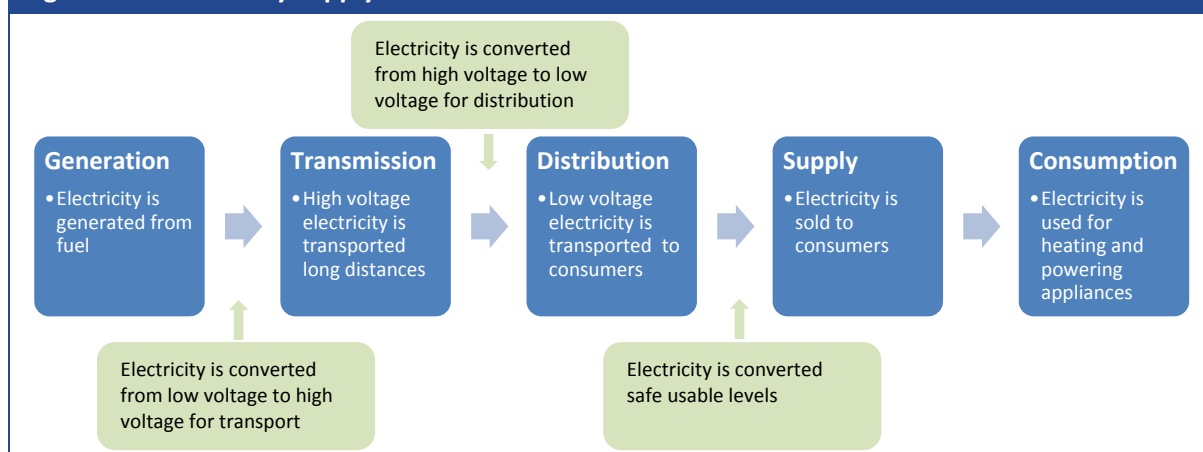 Electricity is converted
from high voltage to low
voltage for distribution
Generation
•Electricity is
generated from
fuel
Transmission
•High voltage
electricity is
transported
long distances
Distribution
•Low voltage
electricity is
transported to
consumers
Supply
•Electricity is
sold to
consumers
Consumption
•Electricity is
used for
heating and
powering
appliances
Electricity is converted
from low voltage to high
voltage for transport
Electricity is converted
safe usable levels